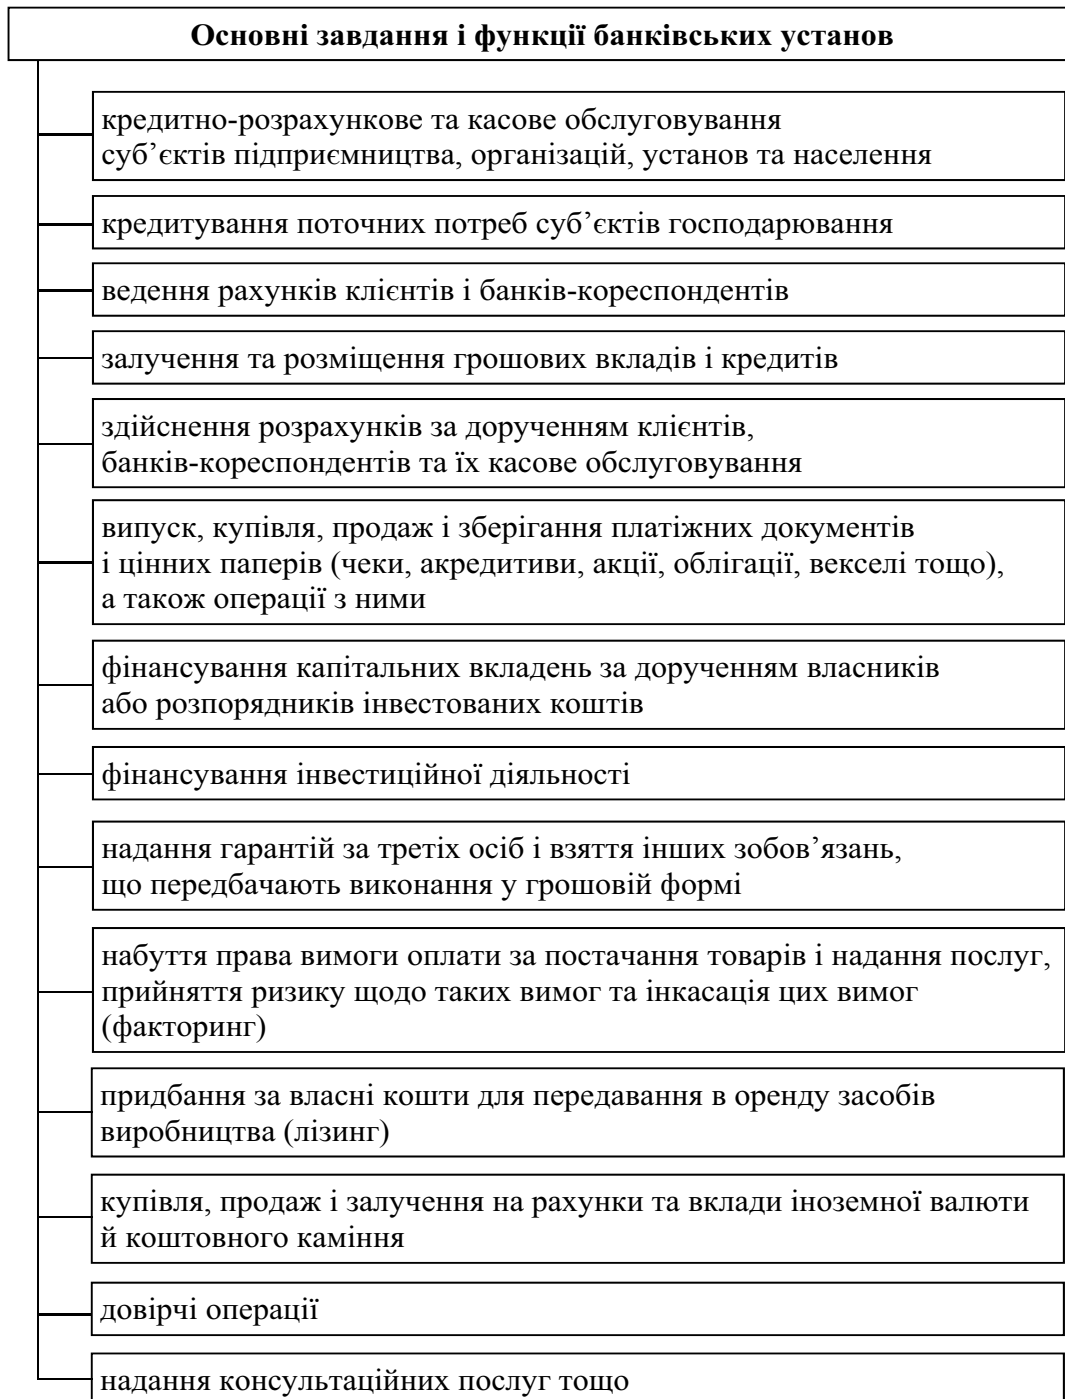 Основні завдання і функції банківських установ
кредитно-розрахункове та касове обслуговування
суб’єктів підприємництва, організацій, установ та населення
кредитування поточних потреб суб’єктів господарювання
ведення рахунків клієнтів і банків-кореспондентів
залучення та розміщення грошових вкладів і кредитів
здійснення розрахунків за дорученням клієнтів,
банків-кореспондентів та їх касове обслуговування
випуск, купівля, продаж і зберігання платіжних документів
і цінних паперів (чеки, акредитиви, акції, облігації, векселі тощо),
а також операції з ними
фінансування капітальних вкладень за дорученням власників
або розпорядників інвестованих коштів
фінансування інвестиційної діяльності
надання гарантій за третіх осіб і взяття інших зобов’язань,
що передбачають виконання у грошовій формі
набуття права вимоги оплати за постачання товарів і надання послуг,
прийняття ризику щодо таких вимог та інкасація цих вимог
(факторинг)
придбання за власні кошти для передавання в оренду засобів
виробництва (лізинг)
купівля, продаж і залучення на рахунки та вклади іноземної валюти
й коштовного каміння
довірчі операції
надання консультаційних послуг тощо